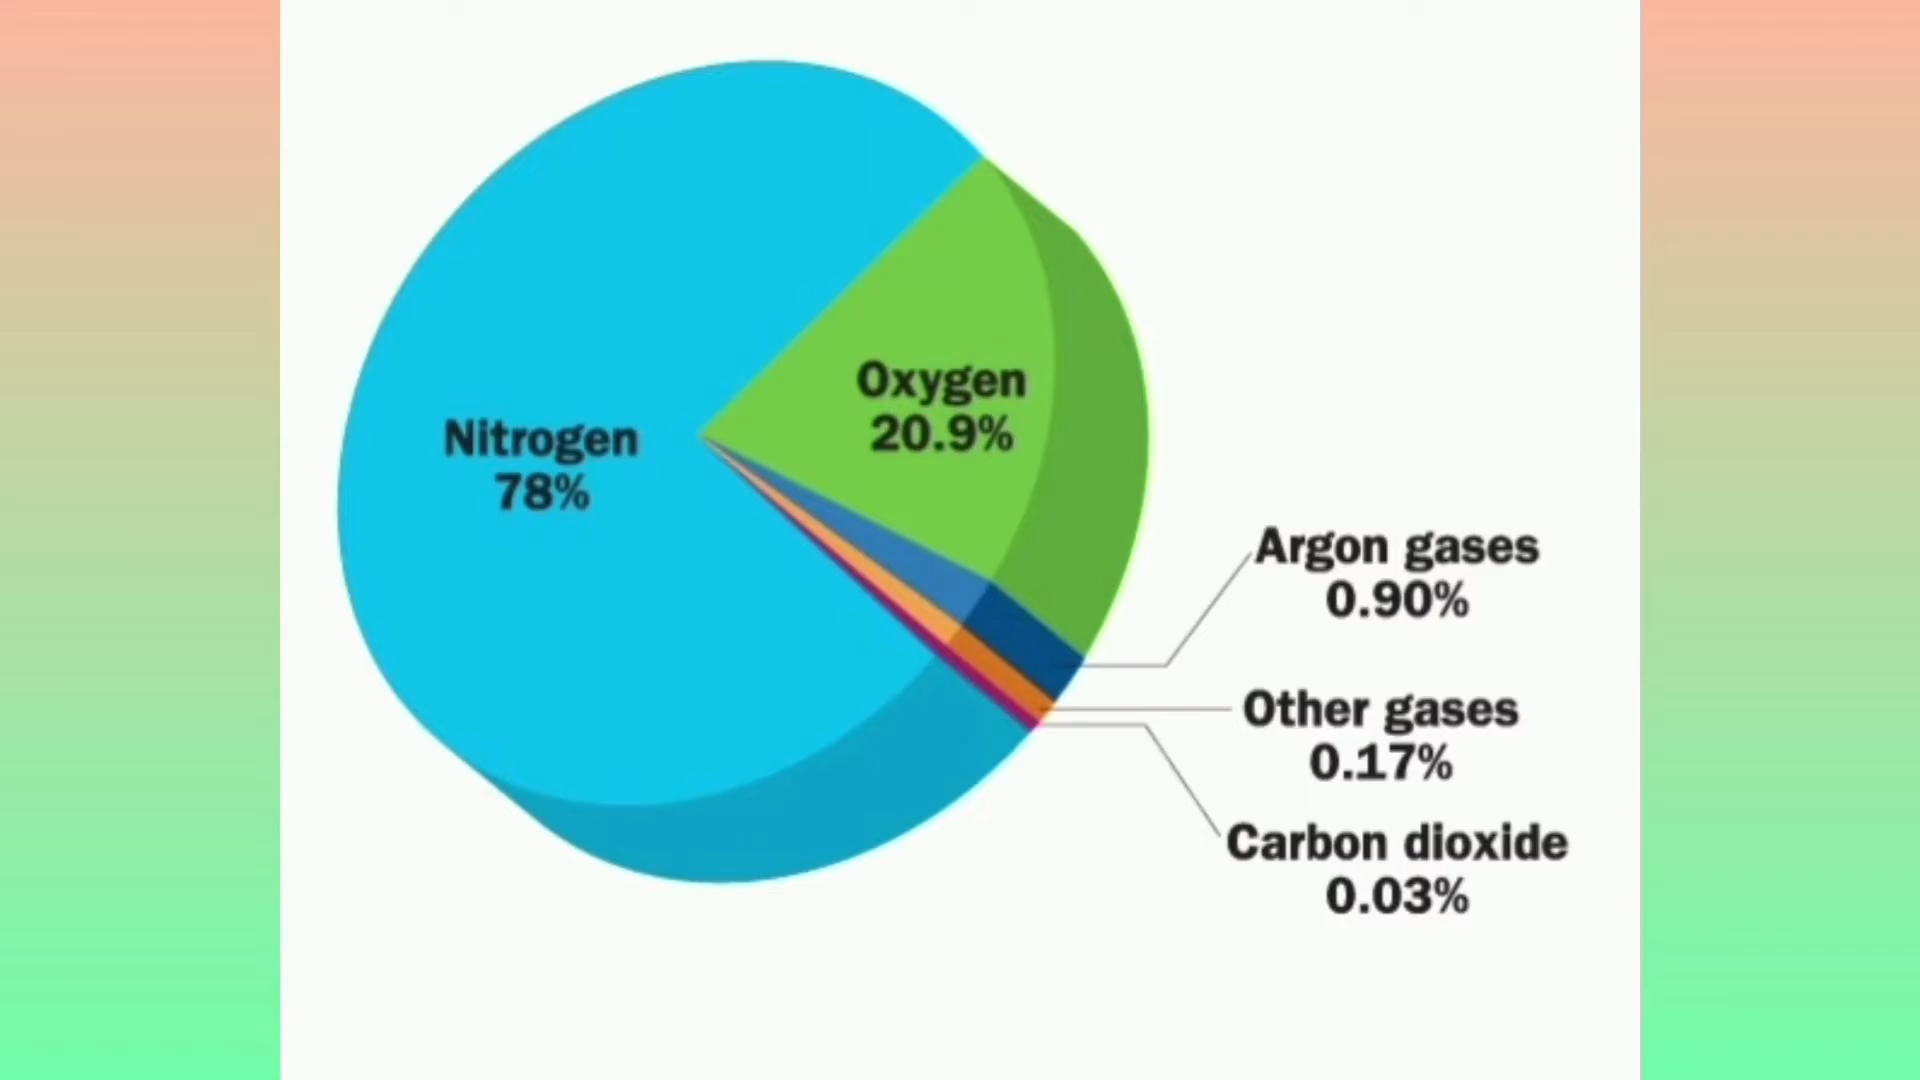 Nitrogen
78%
Oxygen
20.9%
Argon gases
0.90%
Other gases
0.17%
Carbon dioxide
0.03%